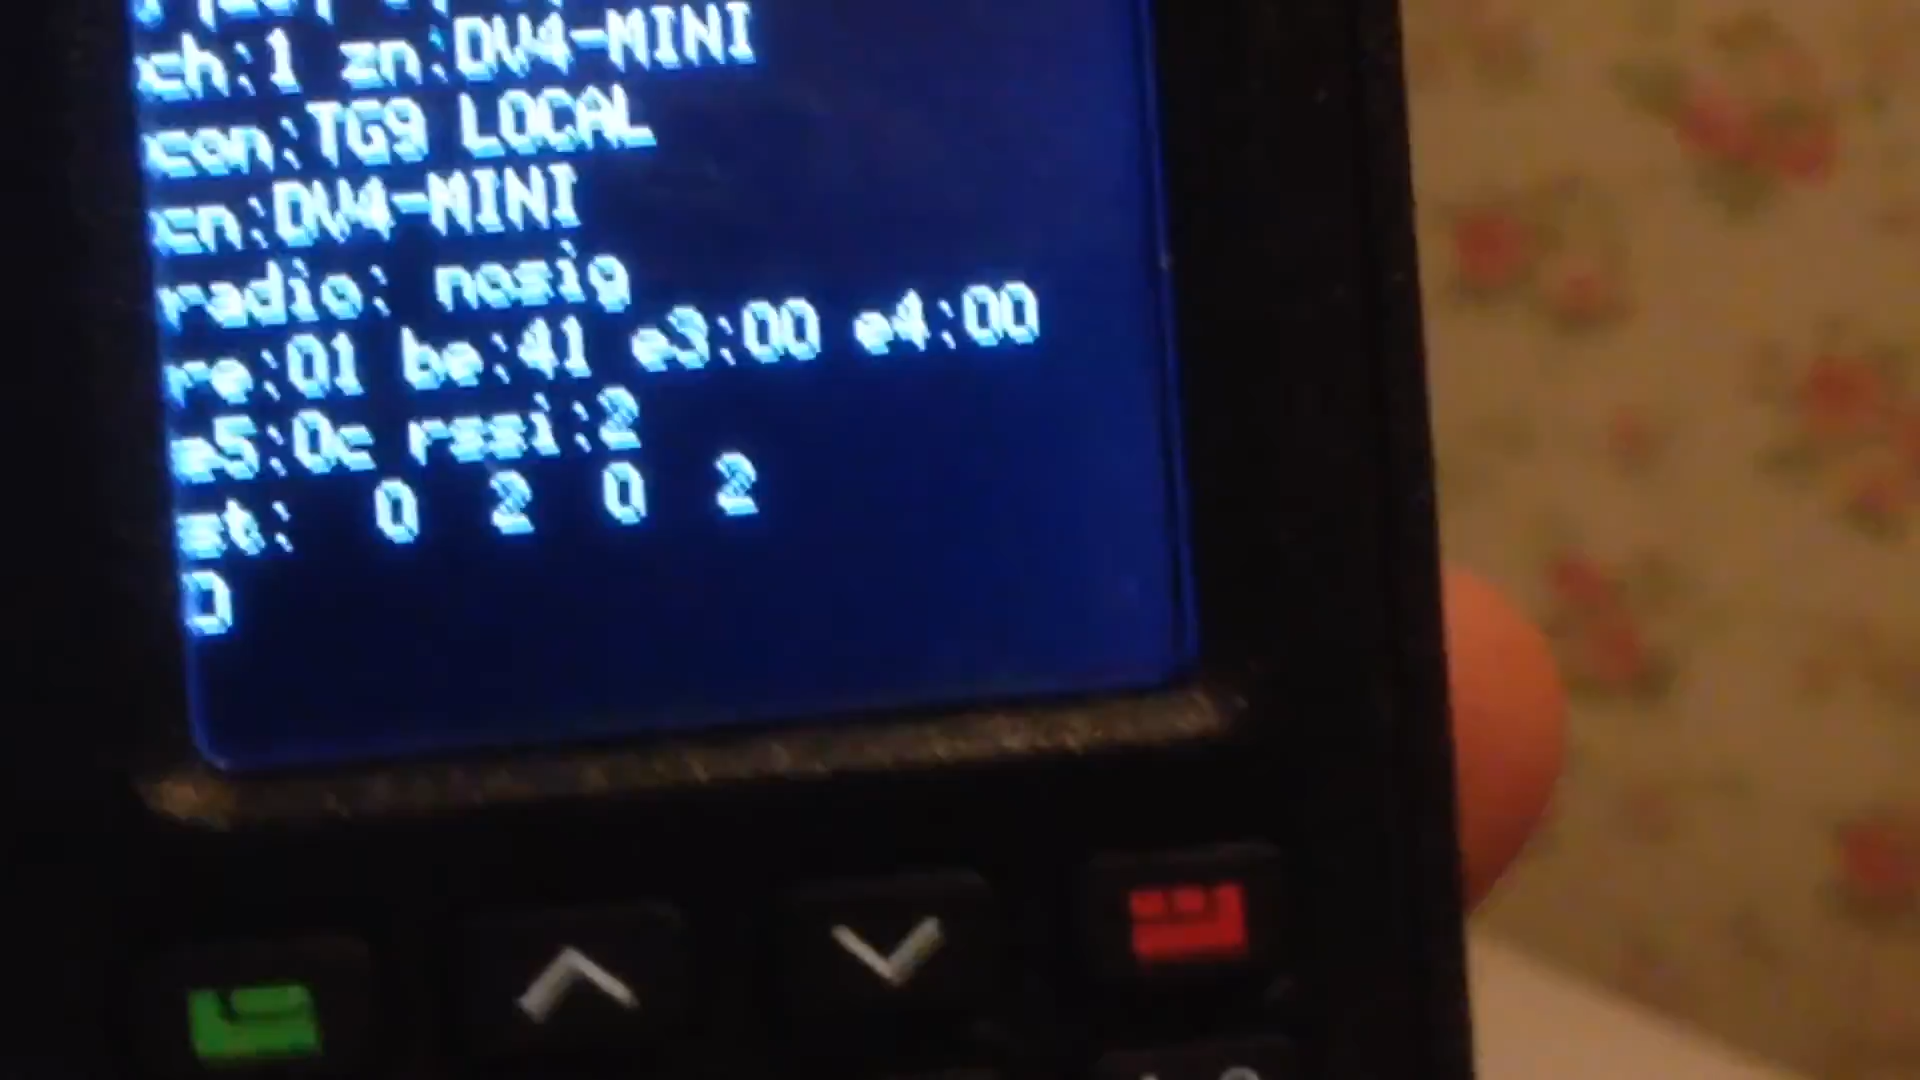 ch:1 zn:DV4-MINI
con:TG9 LOCAL
cn:DV4-MINI
radio: nosig
re:01 be:41 e3:00 e4:00
e5:0c rssi:2
st: 0 2 0 2
0